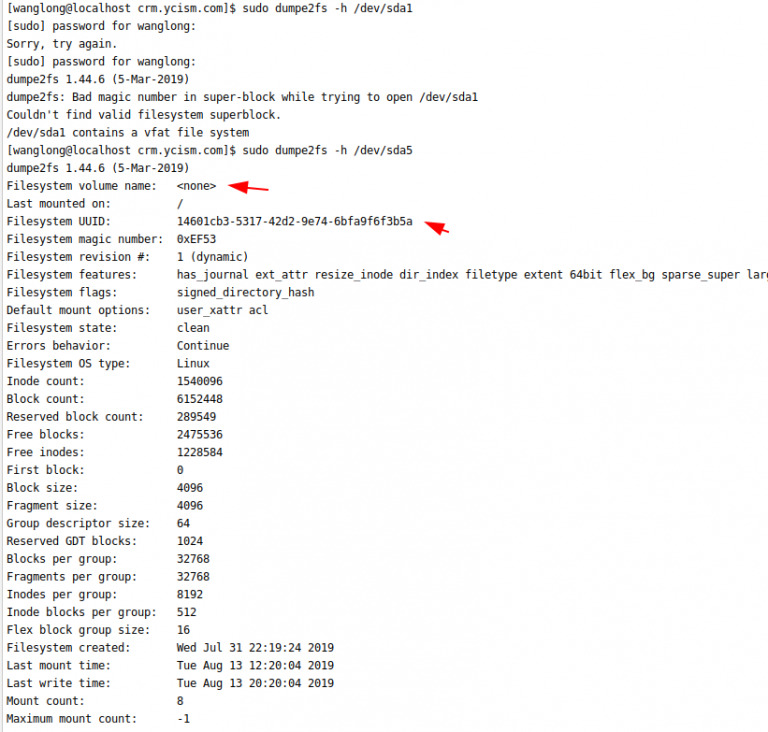 [wanglong@localhost crm.ycism.com]$ sudo dumpe2fs -h /dev/sda1
[sudo] password for wanglong:
Sorry, try again.
[sudo] password for wanglong:
dumpe2fs 1.44.6 (5-Mar-2019)
dumpe2fs: Bad magic number in super-block while trying to open /dev/sda1
Couldn't find valid filesystem superblock.
/dev/sda1 contains a vfat file system
[wanglong@localhost crm.ycism.com]$ sudo dumpe2fs -h /dev/sda5
dumpe2fs 1.44.6 (5-Mar-2019)
Filesystem volume name:   <none>
Last mounted on:          /
Filesystem UUID:          14601cb3-5317-42d2-9e74-6bfa9f6f3b5a
Filesystem magic number:  0xEF53
Filesystem revision #:    1 (dynamic)
Filesystem features:      has_journal ext_attr resize_inode dir_index filetype extent 64bit flex_bg sparse_super larg
Filesystem flags:         signed_directory_hash
Default mount options:    user_xattr acl
Filesystem state:         clean
Errors behavior:          Continue
Filesystem OS type:       Linux
Inode count:              1540096
Block count:              6152448
Reserved block count:     289549
Free blocks:              2475536
Free inodes:              1228584
First block:              0
Block size:               4096
Fragment size:            4096
Group descriptor size:    64
Reserved GDT blocks:      1024
Blocks per group:         32768
Fragments per group:      32768
Inodes per group:         8192
Inode blocks per group:   512
Flex block group size:    16
Filesystem created:       Wed Jul 31 22:19:24 2019
Last mount time:          Tue Aug 13 12:20:04 2019
Last write time:          Tue Aug 13 20:20:04 2019
Mount count:              8
Maximum mount count:      -1